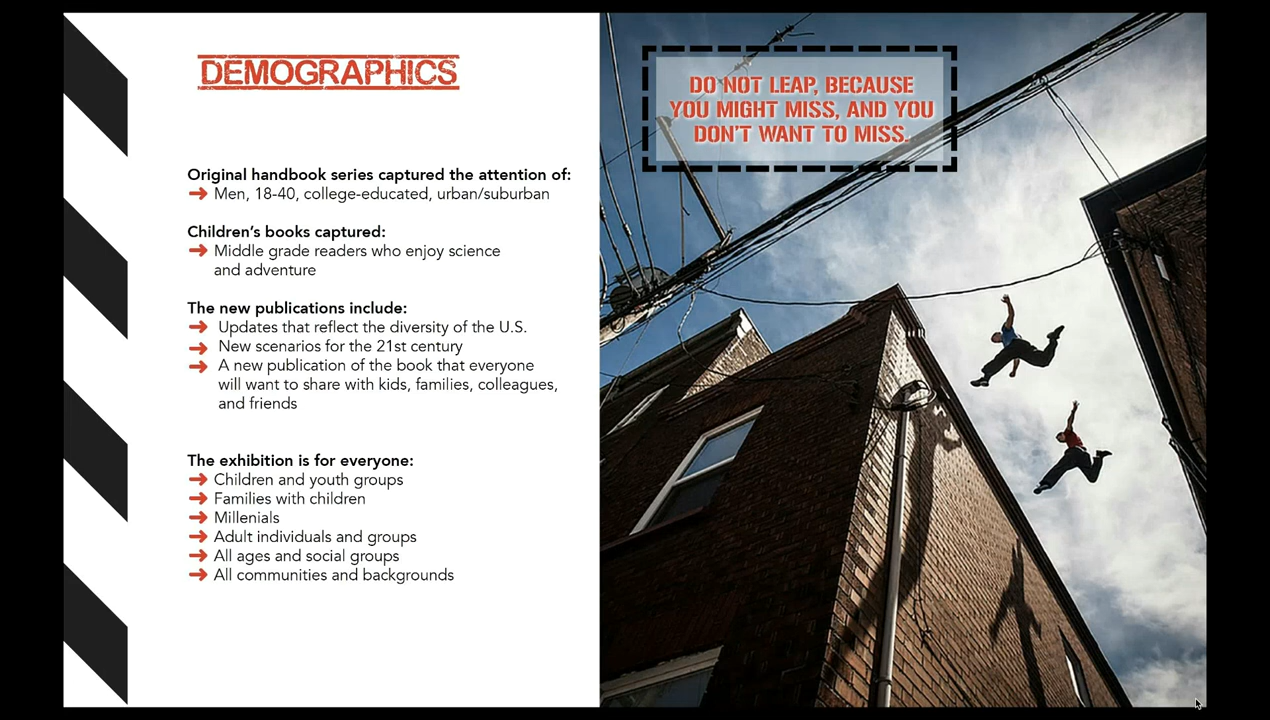 DEMOGRAPHICS
Original handbook series captured the attention of:
Men, 18-40, college-educated, urban/suburban
Children’s books captured:
Middle grade readers who enjoy science
and adventure
The new publications include:
Updates that reflect the diversity of the U.S.
New scenarios for the 21st century
A new publication of the book that everyone
will want to share with kids, families, colleagues,
and friends
The exhibition is for everyone:
Children and youth groups
Families with children
Millenials
Adult individuals and groups
All ages and social groups
All communities and backgrounds
DO NOT LEAP, BECAUSE
YOU MIGHT MISS, AND YOU
DON’T WANT TO MISS.